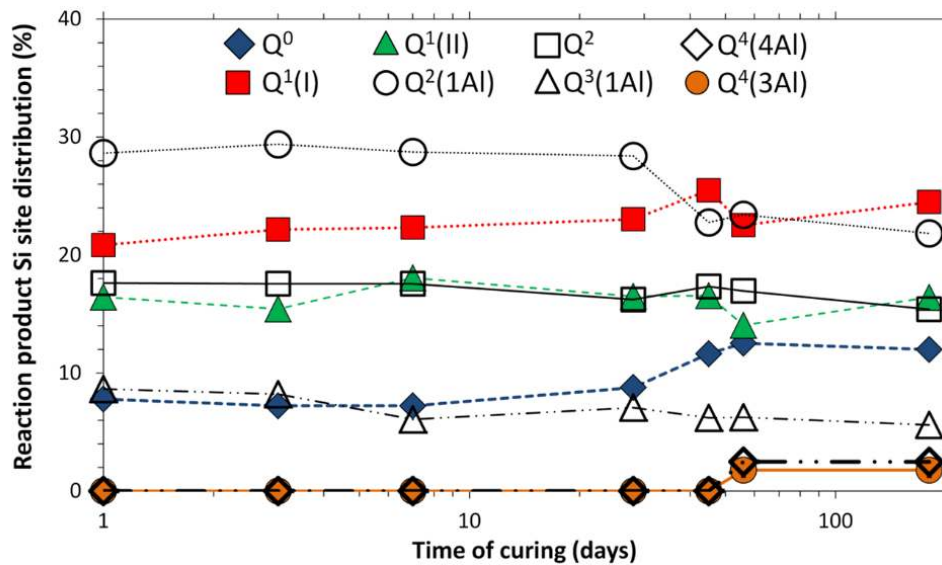 40
30
20
10
0
Reaction product Si site distribution (%)
Q⁰ Q¹(II) Q² Q⁴(4Al)
Q¹(I) Q²(1Al) Q³(1Al) Q⁴(3Al)
1 10 100
Time of curing (days)